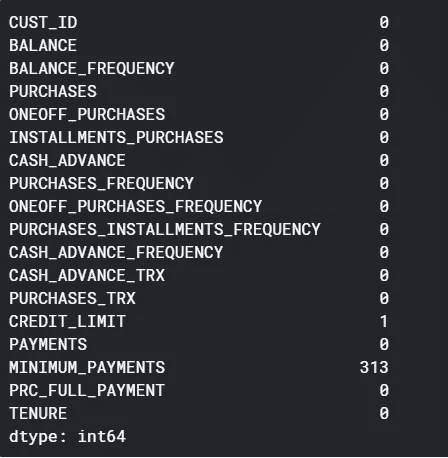 CUST_ID 0
BALANCE 0
BALANCE_FREQUENCY 0
PURCHASES 0
ONEOFF_PURCHASES 0
INSTALLMENTS_PURCHASES 0
CASH_ADVANCE 0
PURCHASES_FREQUENCY 0
ONEOFF_PURCHASES_FREQUENCY 0
PURCHASES_INSTALLMENTS_FREQUENCY 0
CASH_ADVANCE_FREQUENCY 0
CASH_ADVANCE_TRX 0
PURCHASES_TRX 0
CREDIT_LIMIT 1
PAYMENTS 0
MINIMUM_PAYMENTS 313
PRC_FULL_PAYMENT 0
TENURE 0
dtype: int64